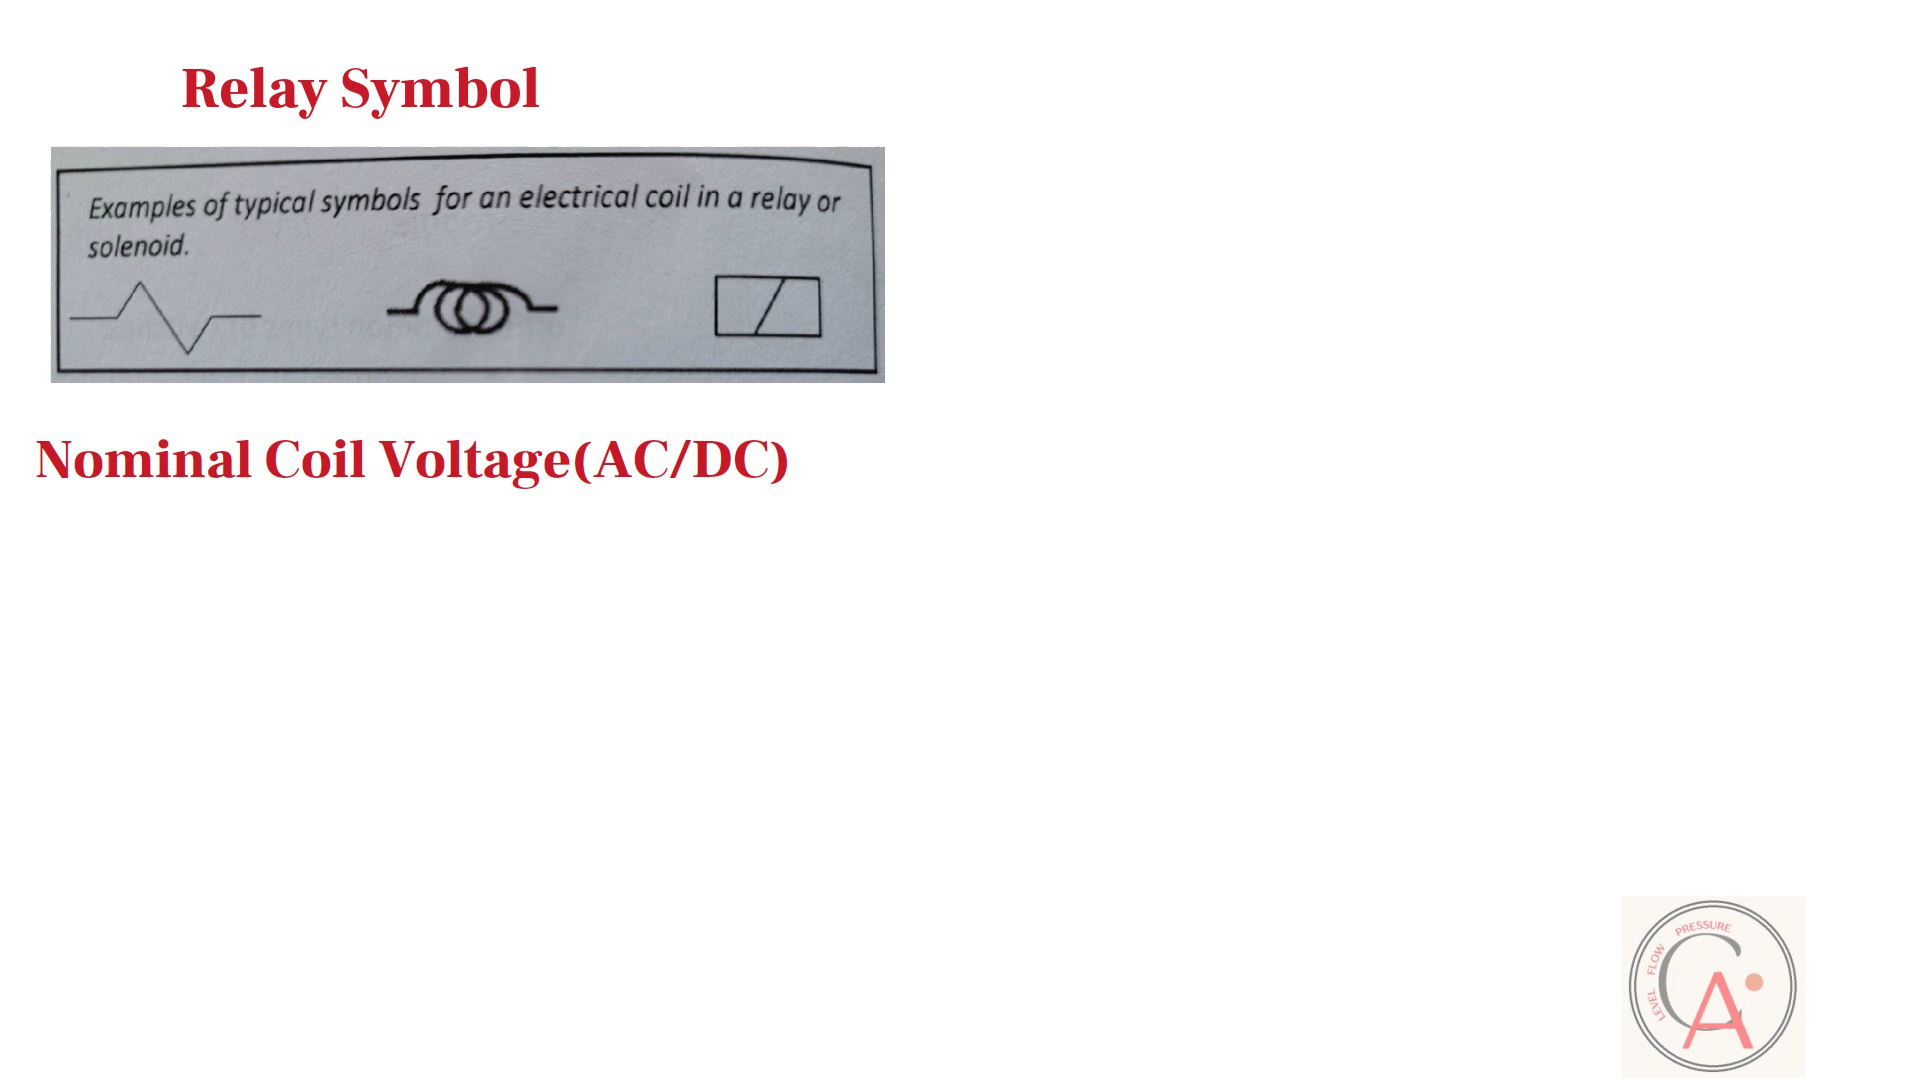 Relay Symbol
Examples of typical symbols for an electrical coil in a relay or
solenoid.
Nominal Coil Voltage(AC/DC)
LEVEL FLOW PRESSURE
CA